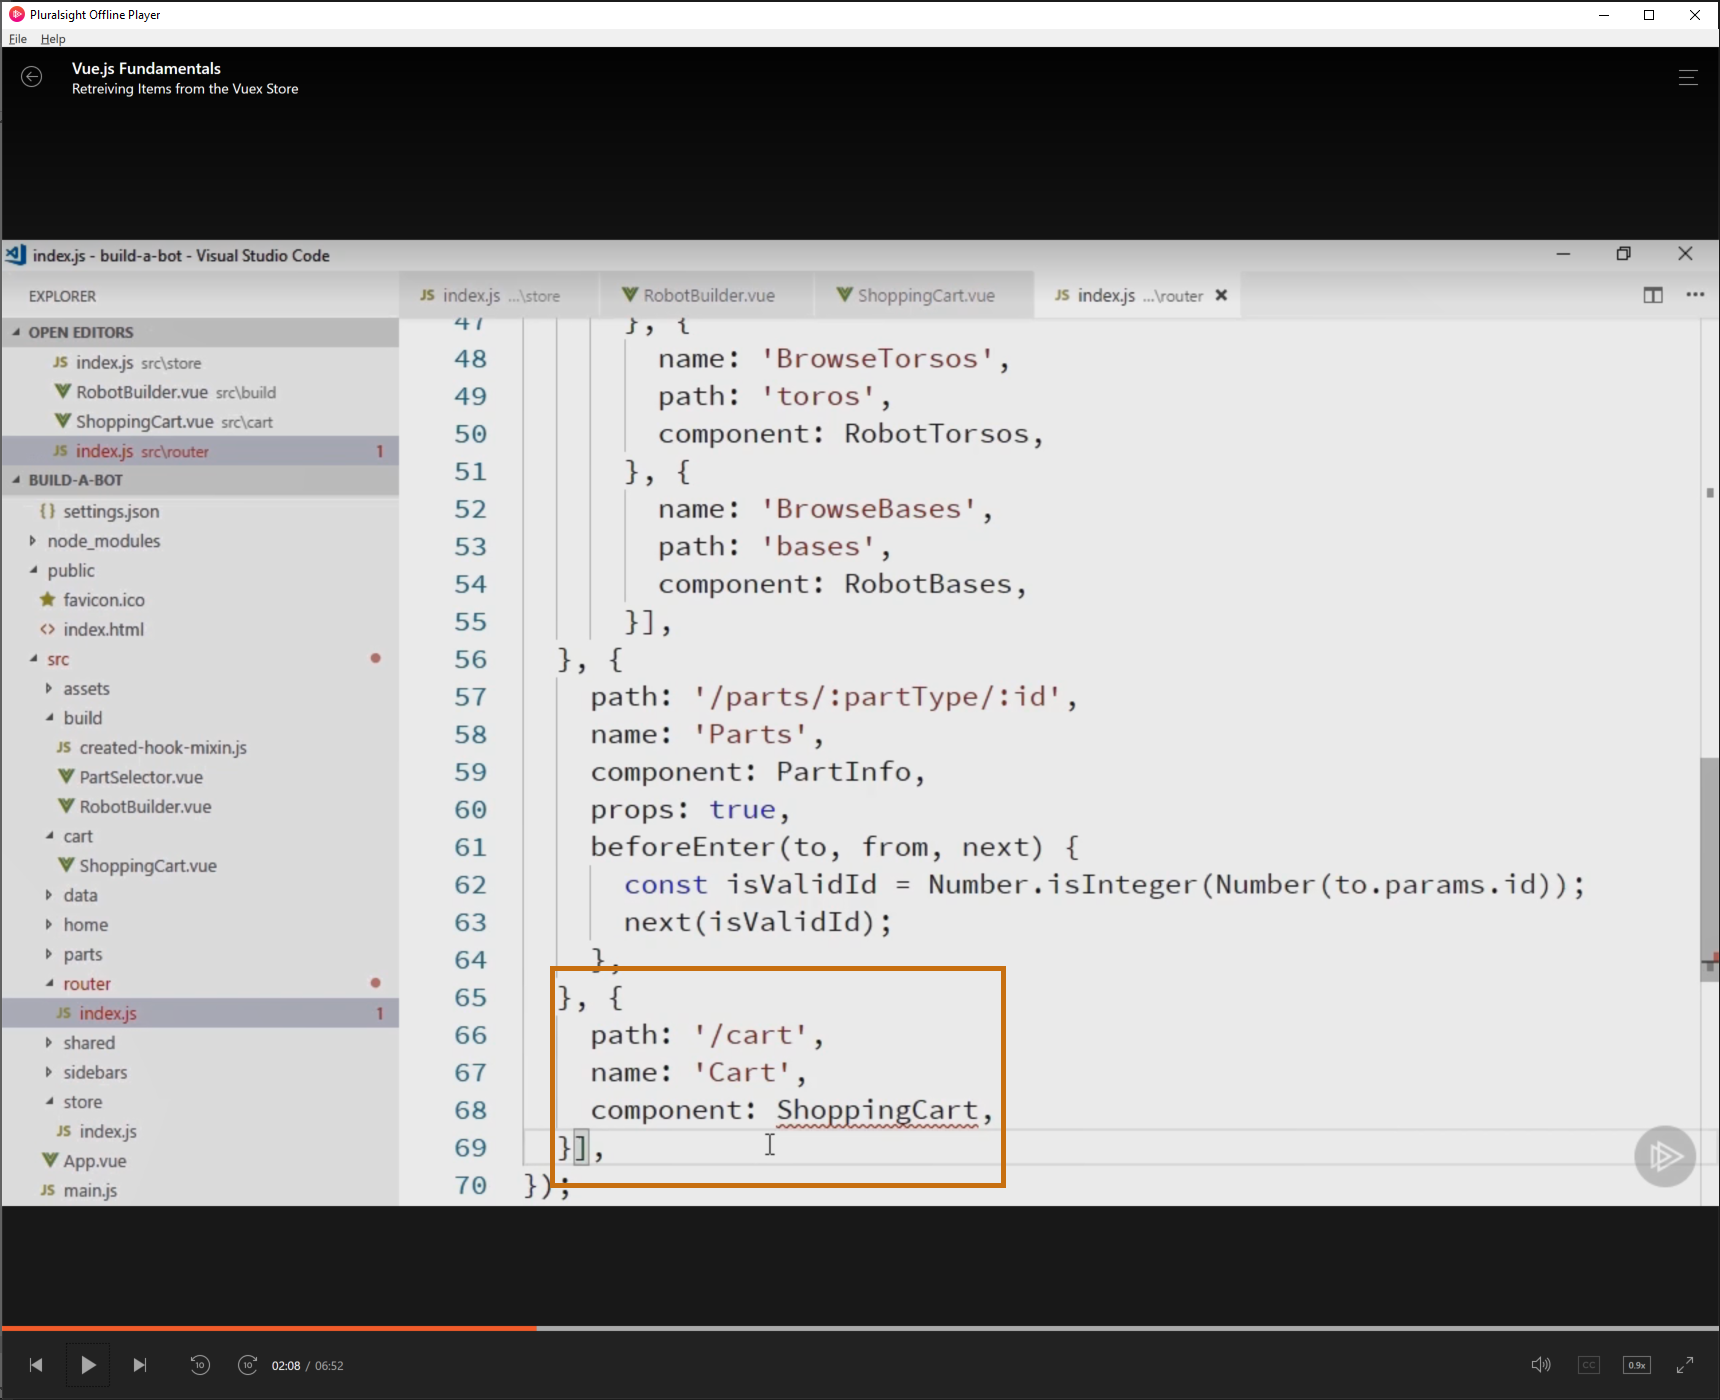 Pluralsight Offline Player
File Help
Vue.js Fundamentals
Retreiving Items from the Vuex Store
index.js - build-a-bot - Visual Studio Code
EXPLORER
JS index.js ...\store
RobotBuilder.vue
ShoppingCart.vue
JS index.js ...\router
OPEN EDITORS
JS index.js src\store
RobotBuilder.vue src\build
ShoppingCart.vue src\cart
JS index.js src\router 1
BUILD-A-BOT
{} settings.json
node_modules
public
favicon.ico
<> index.html
src
assets
build
JS created-hook-mixin.js
PartSelector.vue
RobotBuilder.vue
cart
ShoppingCart.vue
data
home
parts
router
JS index.js 1
shared
sidebars
store
JS index.js
App.vue
JS main.js
47 }, {
48 name: 'BrowseTorsos',
49 path: 'toros',
50 component: RobotTorsos,
51 }, {
52 name: 'BrowseBases',
53 path: 'bases',
54 component: RobotBases,
55 }],
56 }, {
57 path: '/parts/:partType/:id',
58 name: 'Parts',
59 component: PartInfo,
60 props: true,
61 beforeEnter(to, from, next) {
62 const isValidId = Number.isInteger(Number(to.params.id));
63 next(isValidId);
64 },
65 }, {
66 path: '/cart',
67 name: 'Cart',
68 component: ShoppingCart,
69 }],
70 });
10 10 02:08 / 06:52 CC 0.9x